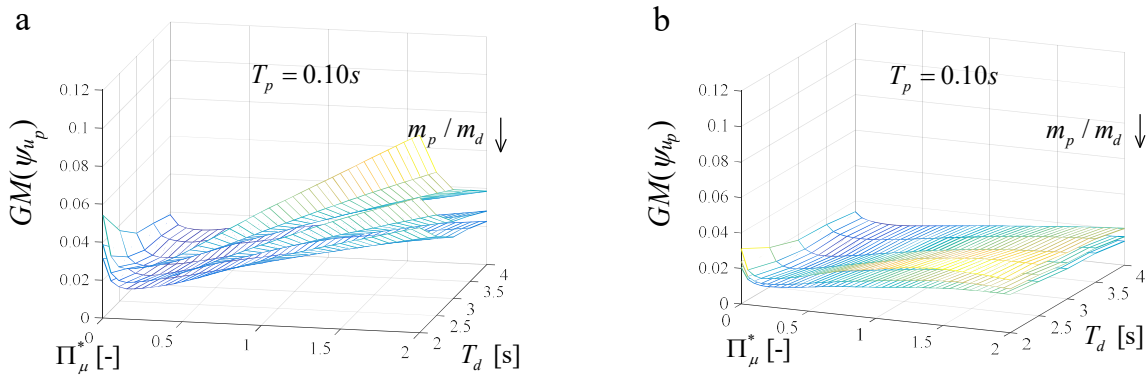 a
T_p = 0.10s
0.12
0.1
0.08
0.06
0.04
0.02
0
GM(ψ_{u_p})
m_p / m_d ↓
0
0.5
1
1.5
2
Π*_μ [-]
2
2.5
3
3.5
4
T_d [s]
b
T_p = 0.10s
0.12
0.1
0.08
0.06
0.04
0.02
0
GM(ψ_{u_p})
m_p / m_d ↓
0
0.5
1
1.5
2
Π*_μ [-]
2
2.5
3
3.5
4
T_d [s]